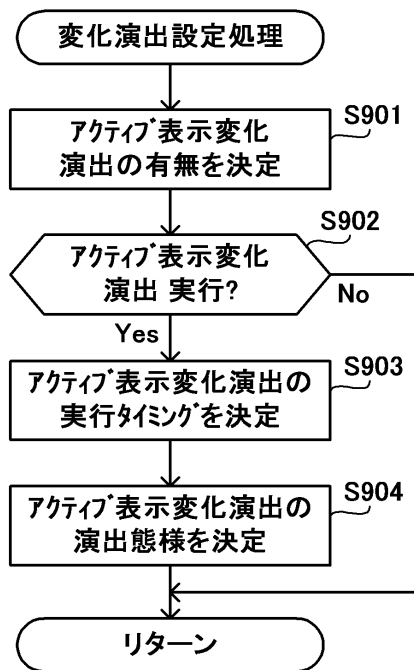 変化演出設定処理
S901
アクティブ表示変化
演出の有無を決定
S902
アクティブ表示変化
演出 実行?
No
Yes
S903
アクティブ表示変化演出の
実行タイミングを決定
S904
アクティブ表示変化演出の
演出態様を決定
リターン